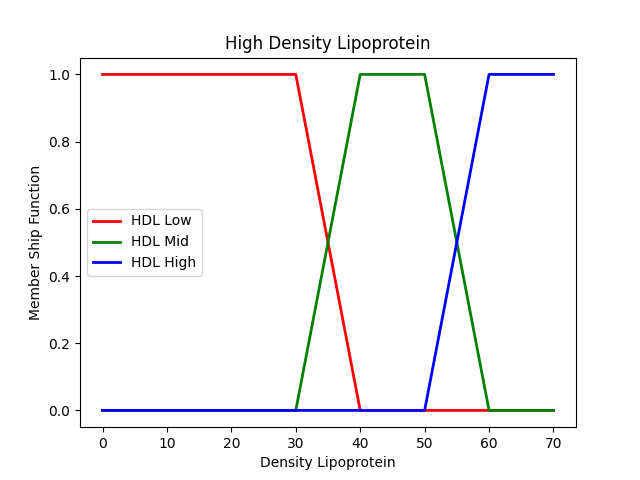 High Density Lipoprotein
Member Ship Function
1.0
0.8
0.6
0.4
0.2
0.0
HDL Low
HDL Mid
HDL High
0 10 20 30 40 50 60 70
Density Lipoprotein